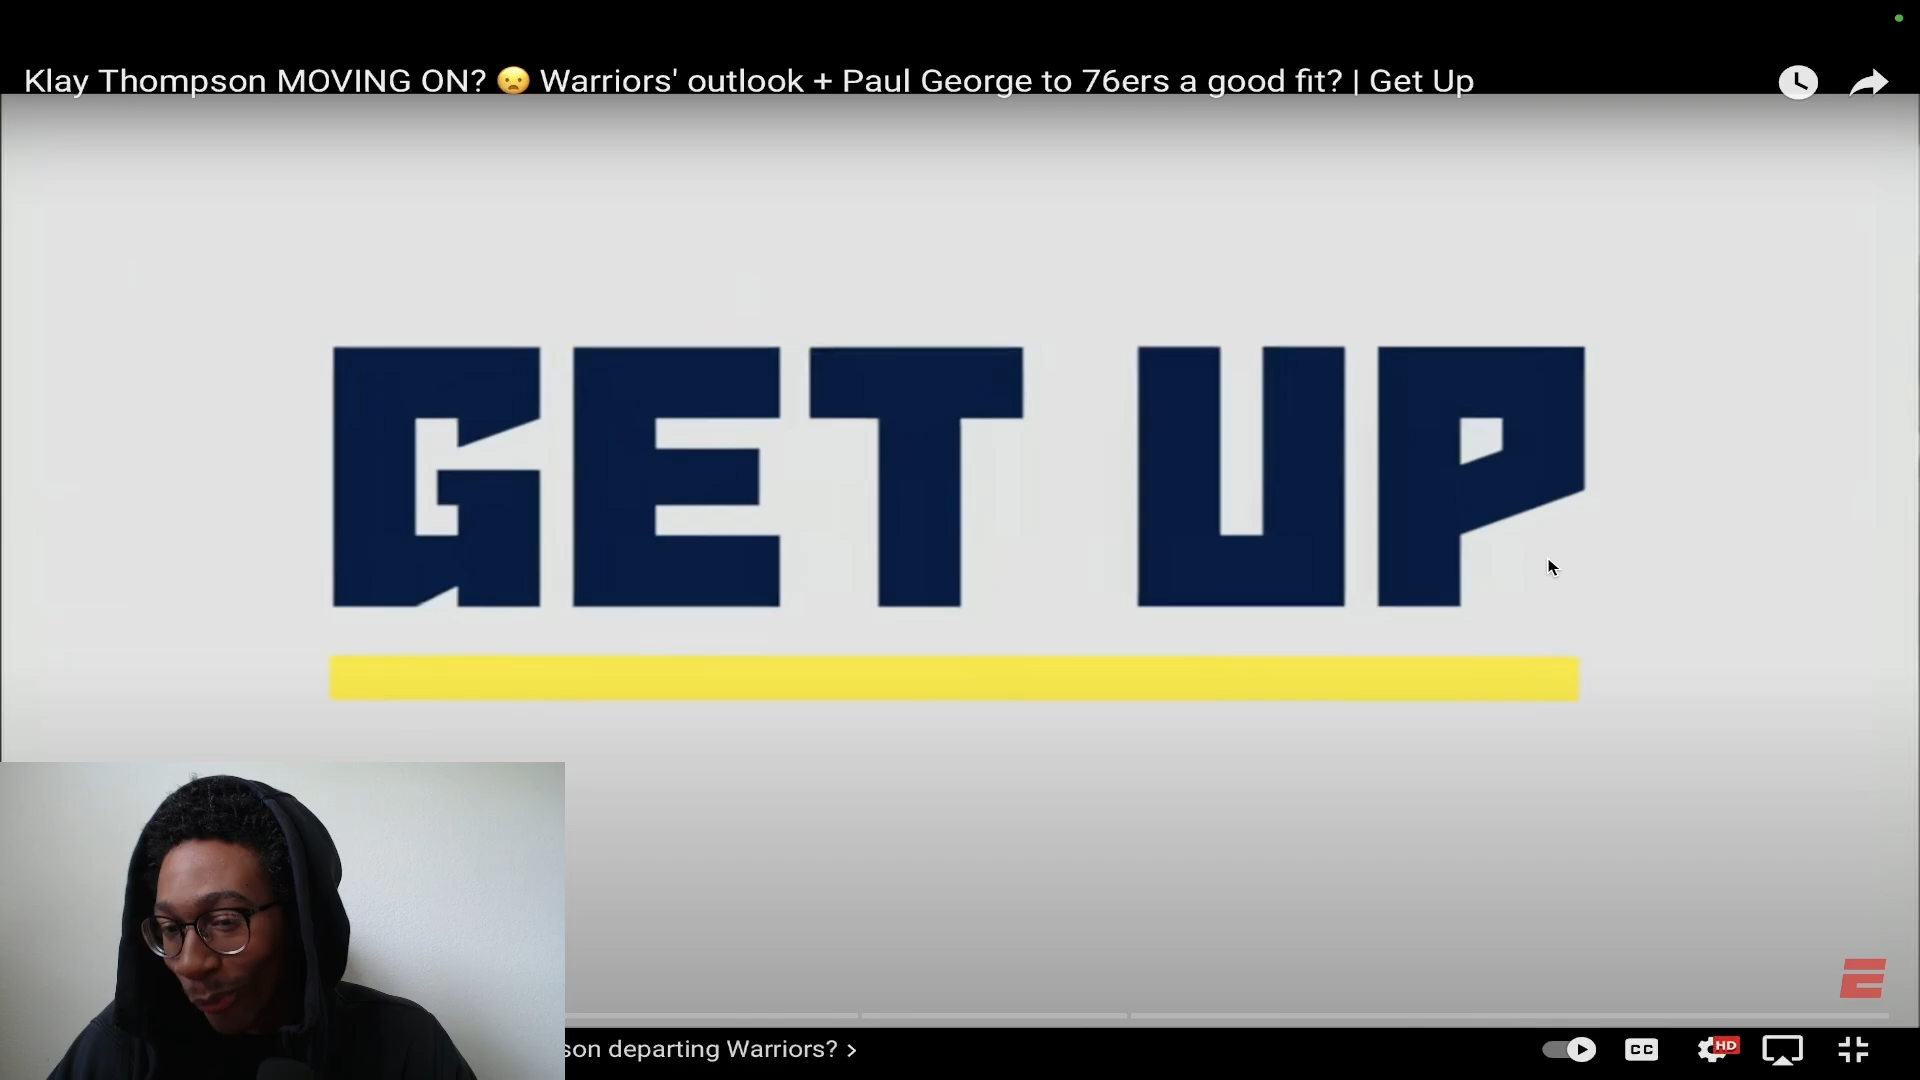 Klay Thompson MOVING ON? 😦 Warriors' outlook + Paul George to 76ers a good fit? | Get Up
GET UP
son departing Warriors? >
CC
HD
E